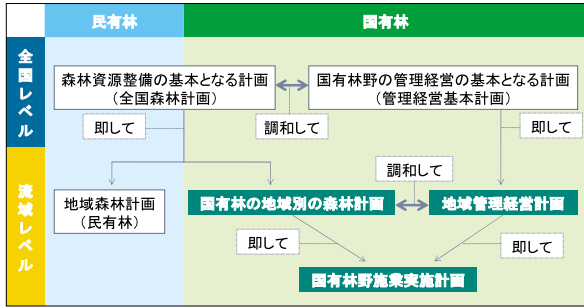 民有林
国有林
全国レベル
森林資源整備の基本となる計画
（全国森林計画）
国有林野の管理経営の基本となる計画
（管理経営基本計画）
即して
調和して
即して
流域レベル
調和して
地域森林計画
（民有林）
国有林の地域別の森林計画
地域管理経営計画
即して
即して
国有林野施業実施計画